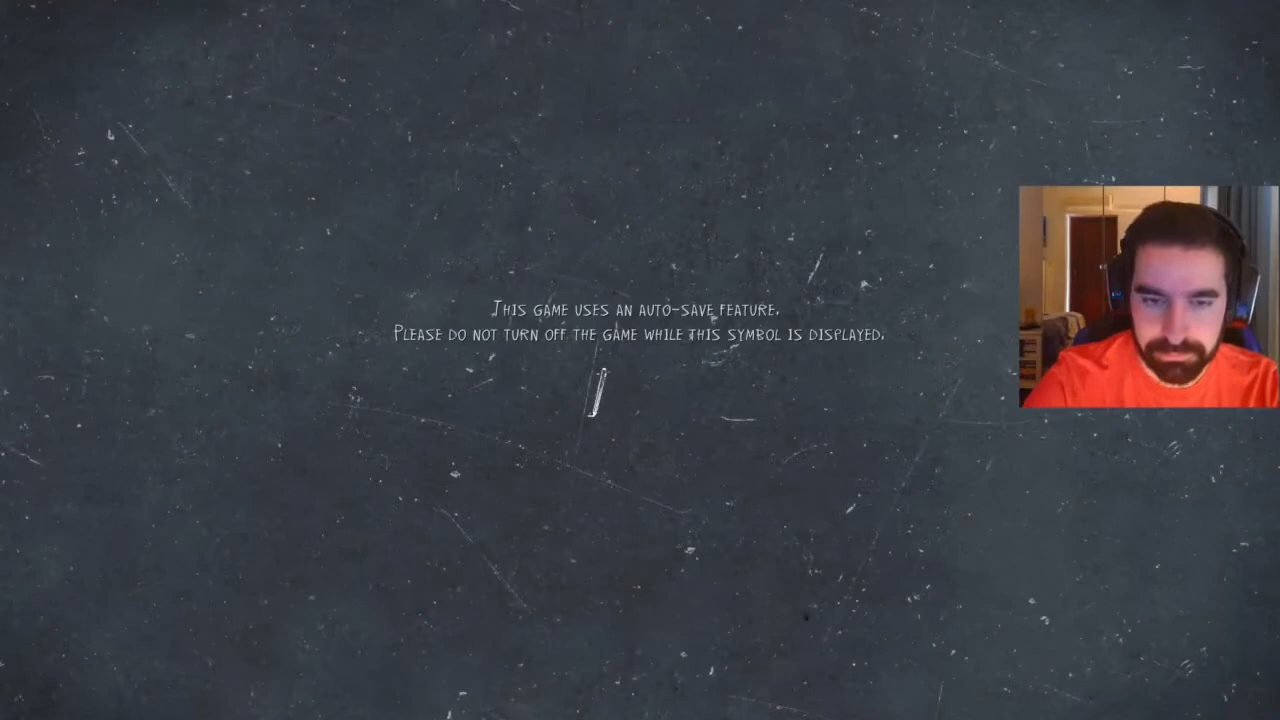 This game uses an auto-save feature.
Please do not turn off the game while this symbol is displayed.